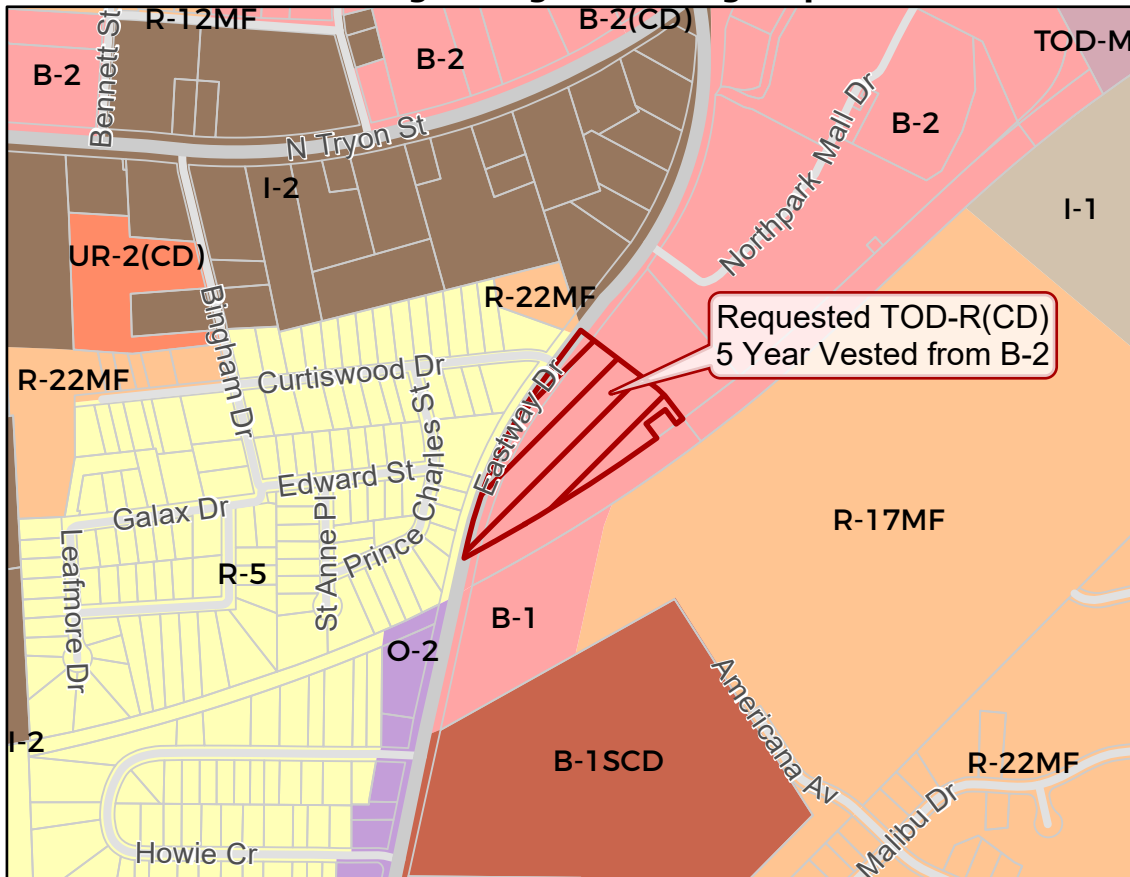 R-12MF
B-2(CD)
TOD-M
B-2
Bennett St
B-2
B-2
N Tryon St
Northpark Mall Dr
I-2
I-1
UR-2(CD)
Bingham Dr
R-22MF
Requested TOD-R(CD)
5 Year Vested from B-2
R-22MF
Curtiswood Dr
Eastway Dr
Prince Charles St
Edward St
St Anne Pl
Galax Dr
R-17MF
Leafmore Dr
R-5
B-1
O-2
Americana Av
I-2
B-1SCD
R-22MF
Malibu Dr
Howie Cr